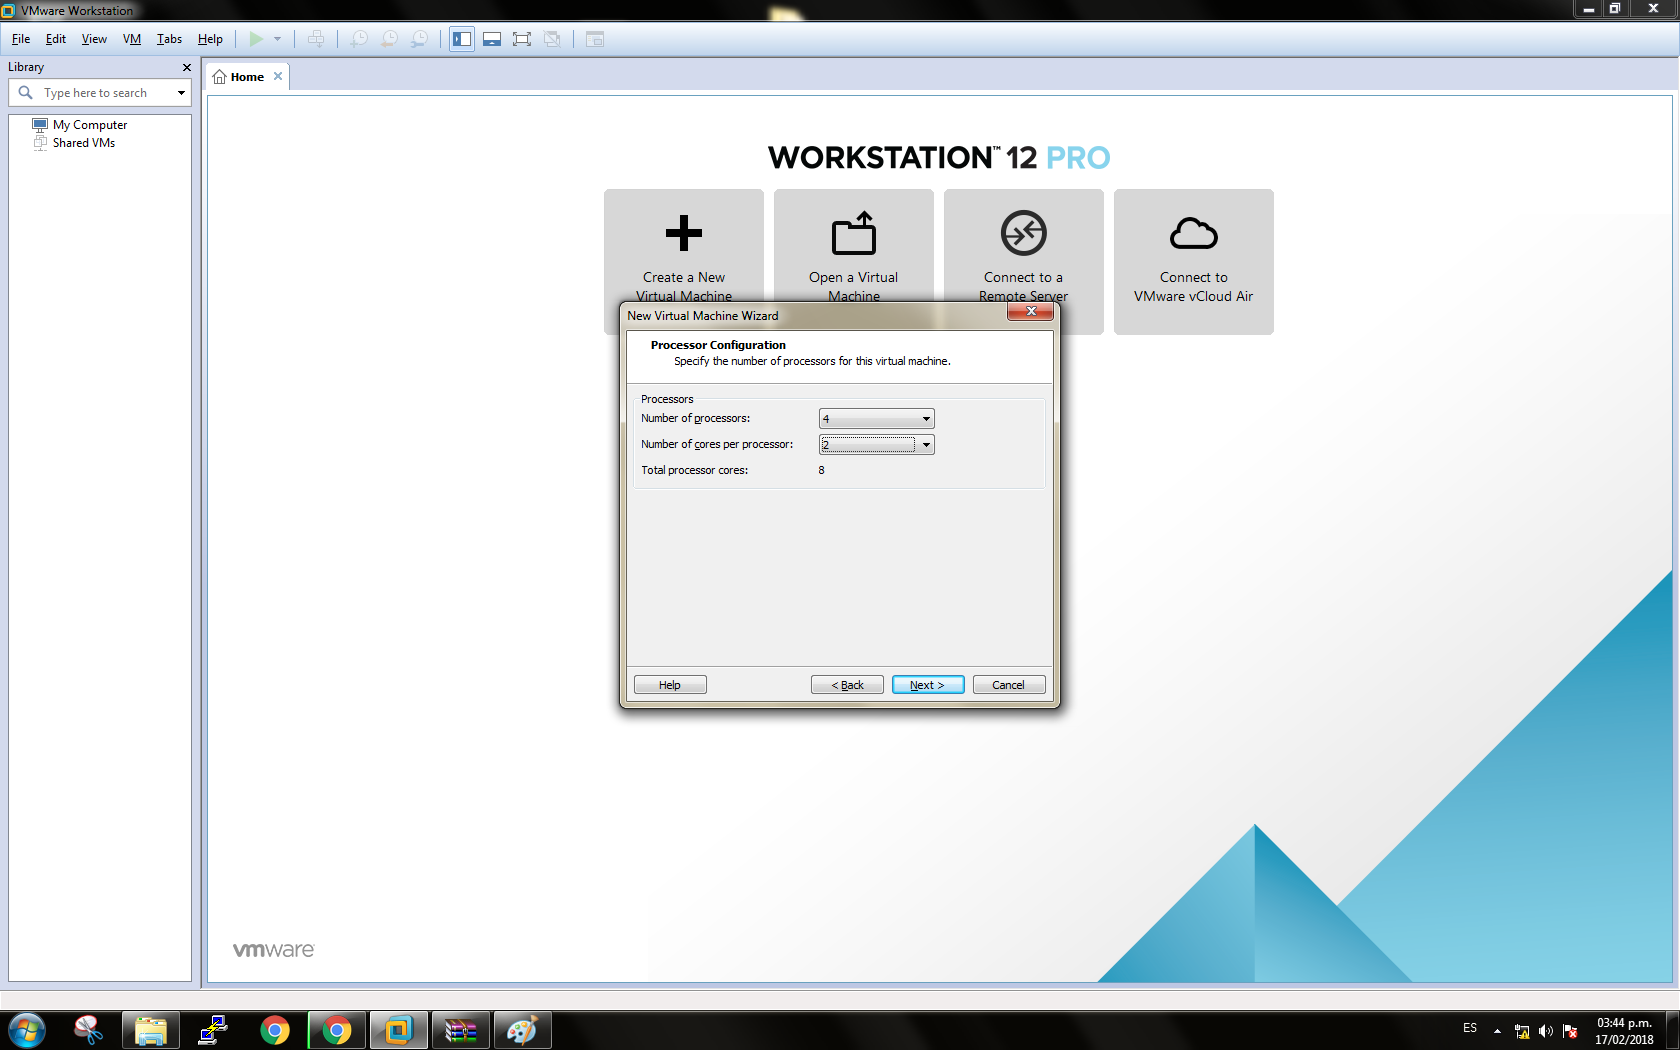 VMware Workstation
File Edit View VM Tabs Help
Library
Type here to search
My Computer
Shared VMs
Home
WORKSTATION™ 12 PRO
Create a New
Virtual Machine
Open a Virtual
Machine
Connect to a
Remote Server
Connect to
VMware vCloud Air
New Virtual Machine Wizard
Processor Configuration
Specify the number of processors for this virtual machine.
Processors
Number of processors: 4
Number of cores per processor: 2
Total processor cores: 8
Help
< Back
Next >
Cancel
vmware
ES
03:44 p.m.
17/02/2018